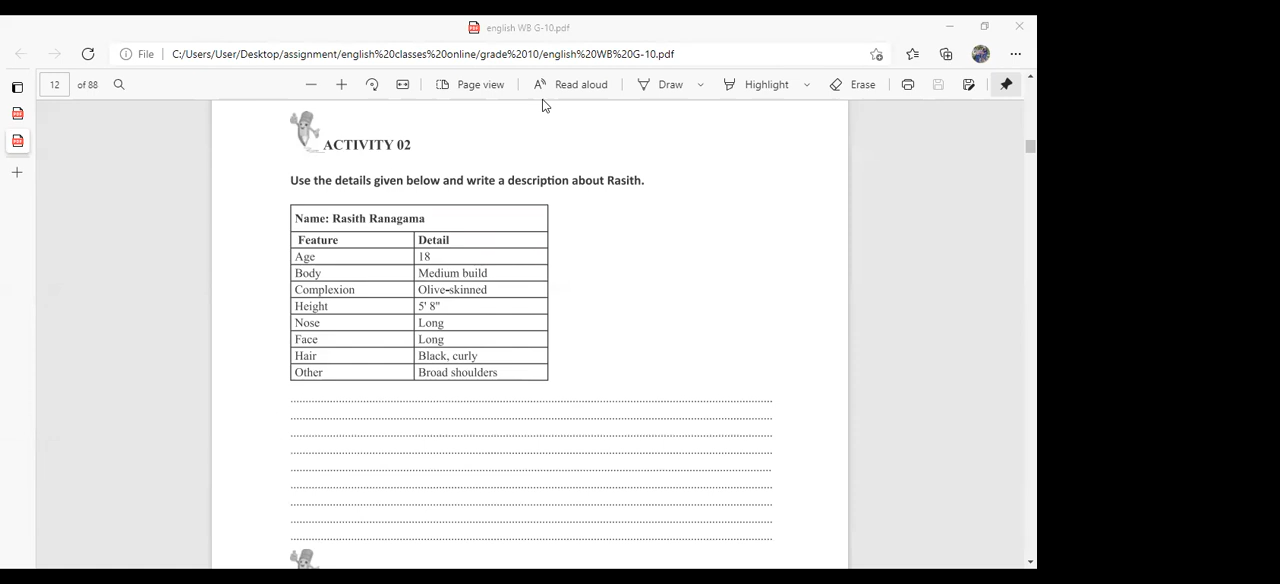 english WB G-10.pdf
File C:/Users/User/Desktop/assignment/english%20classes%20online/grade%2010/english%20WB%20G-10.pdf
12 of 88 Page view Read aloud Draw Highlight Erase
ACTIVITY 02
Use the details given below and write a description about Rasith.
Name: Rasith Ranagama
Feature Detail
Age 18
Body Medium build
Complexion Olive-skinned
Height 5' 8"
Nose Long
Face Long
Hair Black, curly
Other Broad shoulders